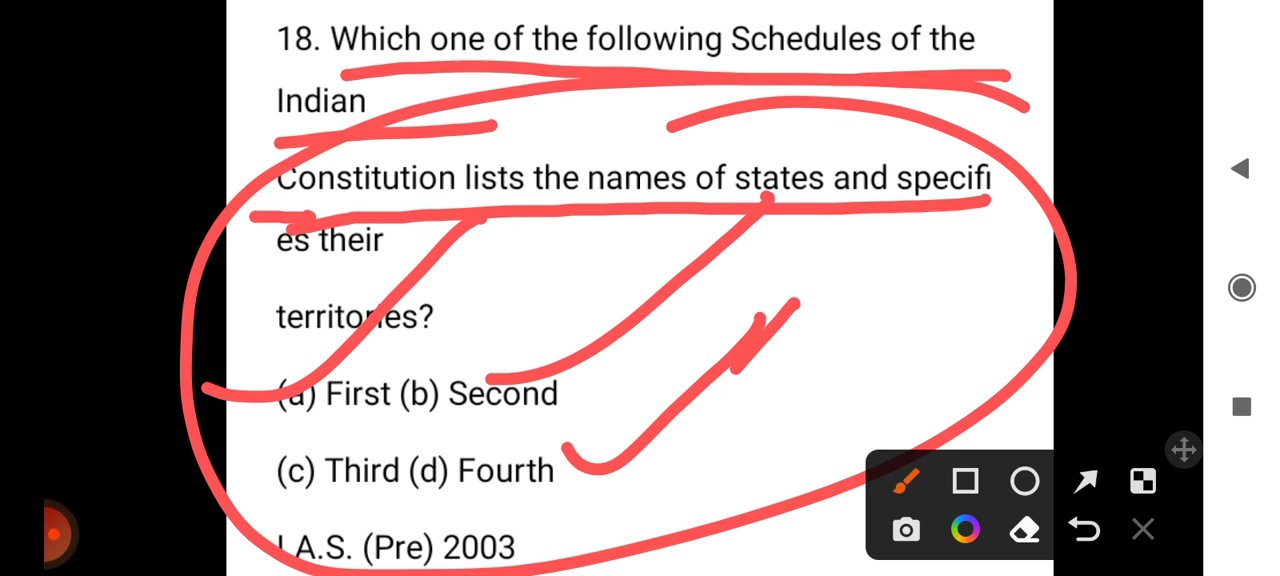 18. Which one of the following Schedules of the
Indian
Constitution lists the names of states and specifi
es their
territories?
(a) First (b) Second
(c) Third (d) Fourth
I.A.S. (Pre) 2003